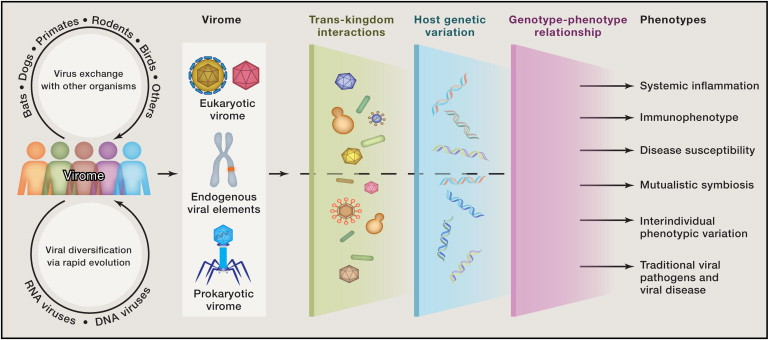 Bats • Dogs • Primates • Rodents • Birds • Others
Virus exchange
with other organisms
Virome
Viral diversification
via rapid evolution
RNA viruses • DNA viruses
Virome
Eukaryotic
virome
Endogenous
viral elements
Prokaryotic
virome
Trans-kingdom
interactions
Host genetic
variation
Genotype-phenotype
relationship
Phenotypes
Systemic inflammation
Immunophenotype
Disease susceptibility
Mutualistic symbiosis
Interindividual
phenotypic variation
Traditional viral
pathogens and
viral disease